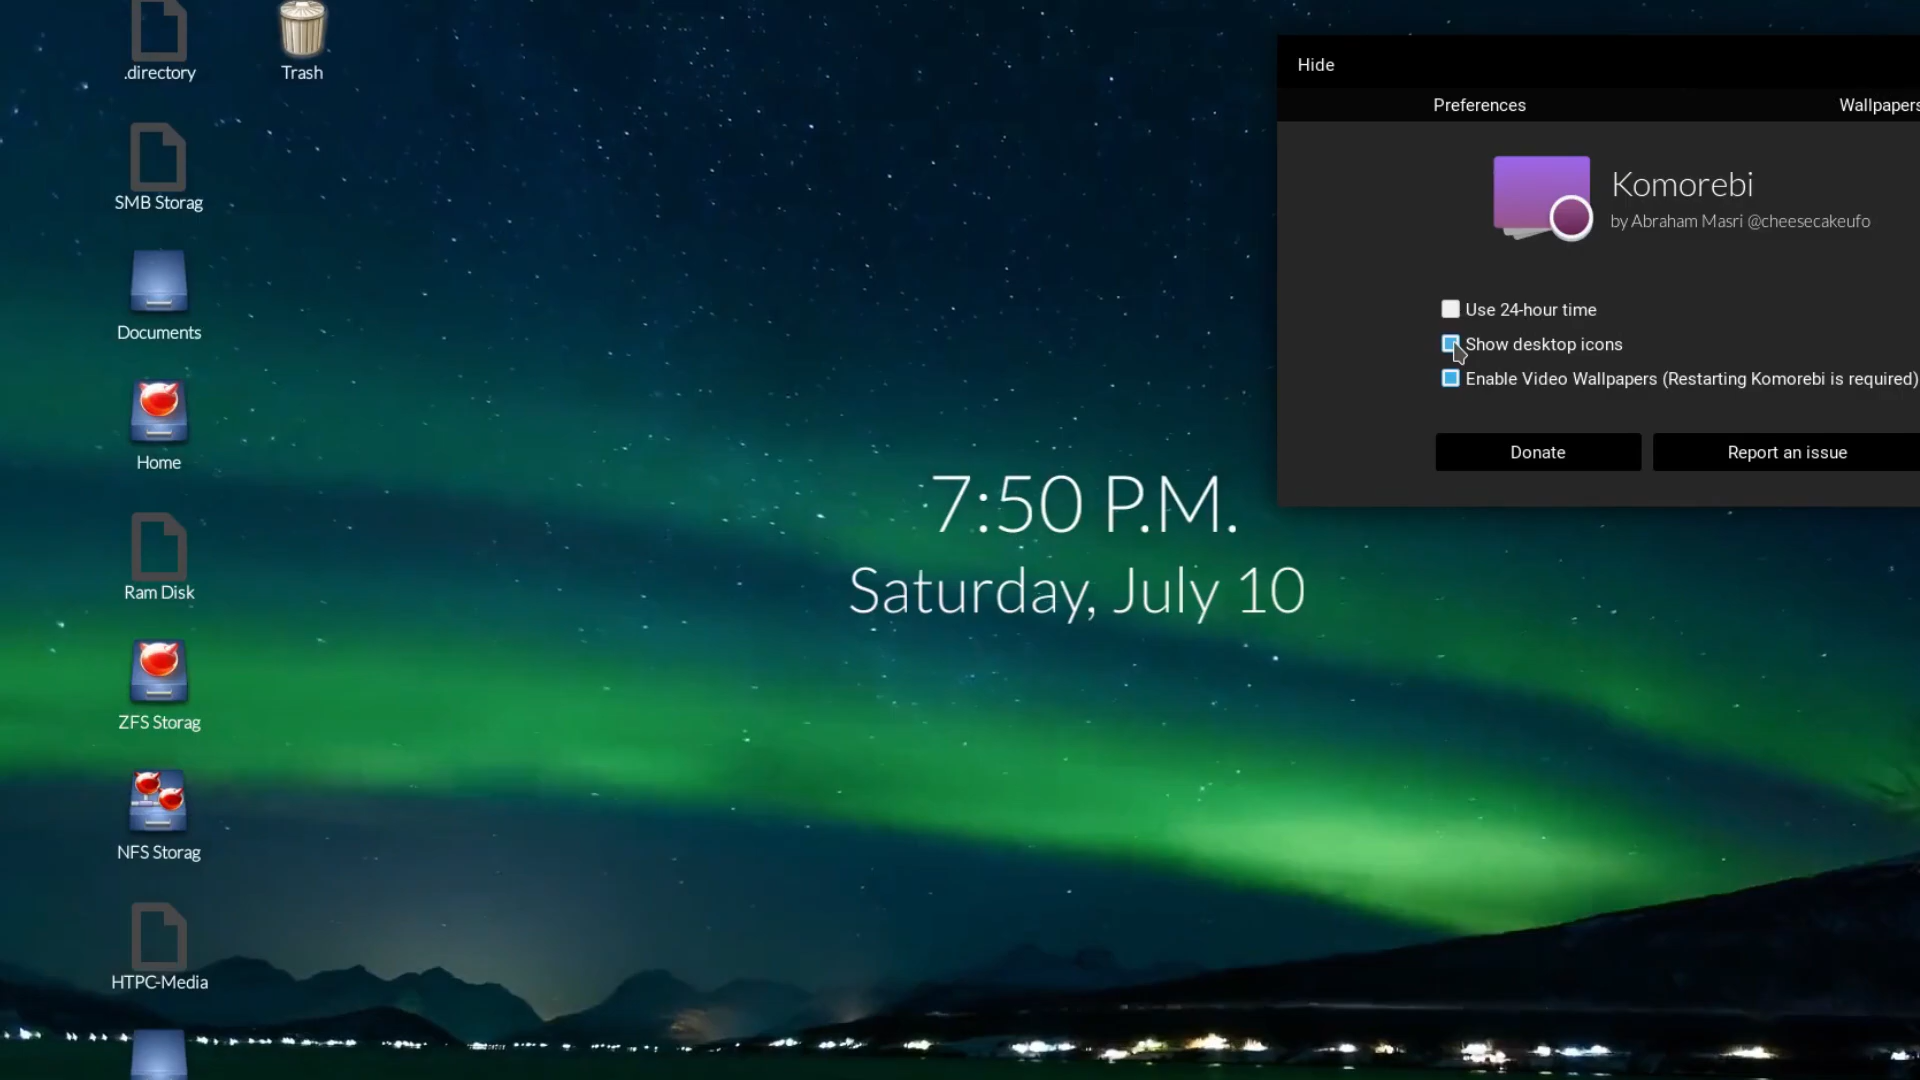 .directory
Trash
SMB Storag
Documents
Home
Ram Disk
ZFS Storag
NFS Storag
HTPC-Media
7:50 P.M.
Saturday, July 10
Hide
Preferences
Wallpapers
Komorebi
by Abraham Masri @cheesecakeufo
Use 24-hour time
Show desktop icons
Enable Video Wallpapers (Restarting Komorebi is required)
Donate
Report an issue